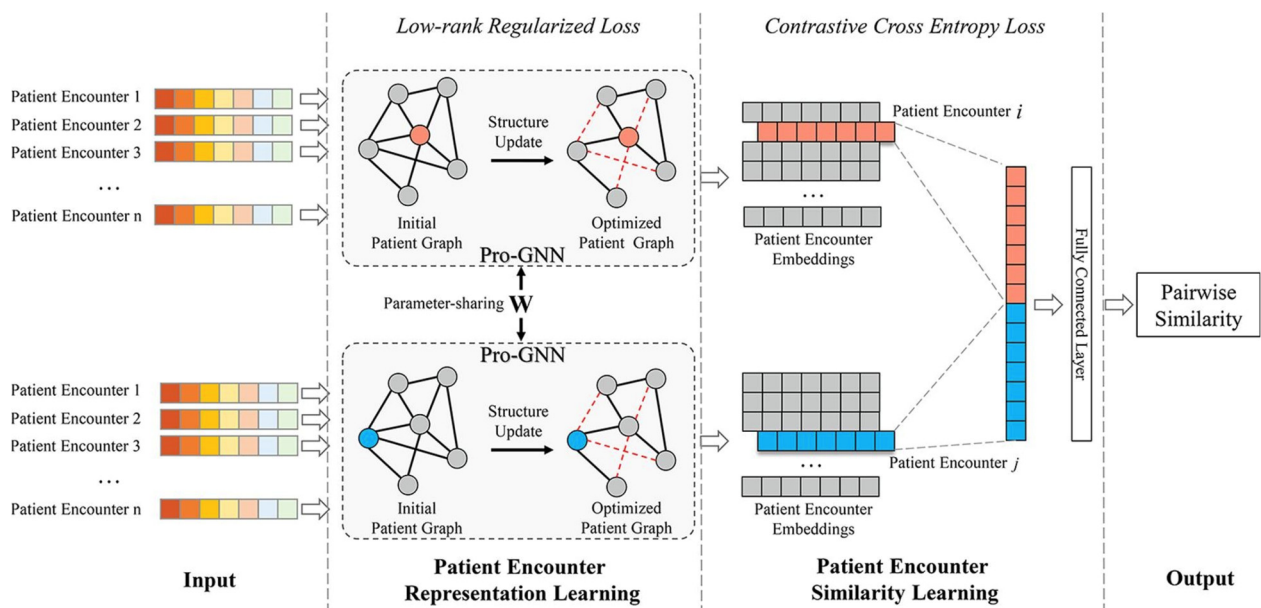 Low-rank Regularized Loss
Contrastive Cross Entropy Loss
Patient Encounter 1
Patient Encounter 2
Patient Encounter 3
...
Patient Encounter n
Structure
Update
Initial
Patient Graph
Optimized
Patient Graph
Pro-GNN
Patient Encounter i
...
Patient Encounter
Embeddings
Parameter-sharing W
Pro-GNN
Patient Encounter 1
Patient Encounter 2
Patient Encounter 3
...
Patient Encounter n
Structure
Update
Initial
Patient Graph
Optimized
Patient Graph
Patient Encounter j
...
Patient Encounter
Embeddings
Fully Connected Layer
Pairwise
Similarity
Input
Patient Encounter
Representation Learning
Patient Encounter
Similarity Learning
Output